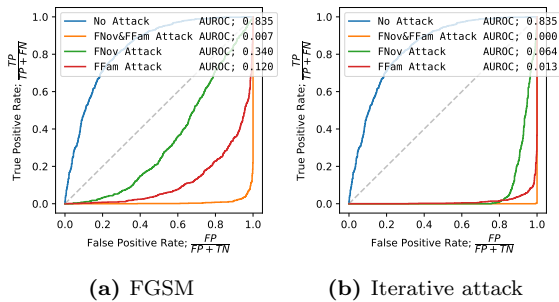 No Attack AUROC; 0.835
FNov&FFam Attack AUROC; 0.007
FNov Attack AUROC; 0.340
FFam Attack AUROC; 0.120
True Positive Rate; TP / TP + FN
1.0
0.8
0.6
0.4
0.2
0.0
0.0 0.2 0.4 0.6 0.8 1.0
False Positive Rate; FP / FP + TN
(a) FGSM
No Attack AUROC; 0.835
FNov&FFam Attack AUROC; 0.000
FNov Attack AUROC;
FFam Attack AUROC; 0.013
True Positive Rate; TP / TP + FN
1.0
0.8
0.6
0.4
0.2
0.0
0.0 0.2 0.4 0.6 0.8 1.0
False Positive Rate; FP / FP + TN
(b) Iterative attack